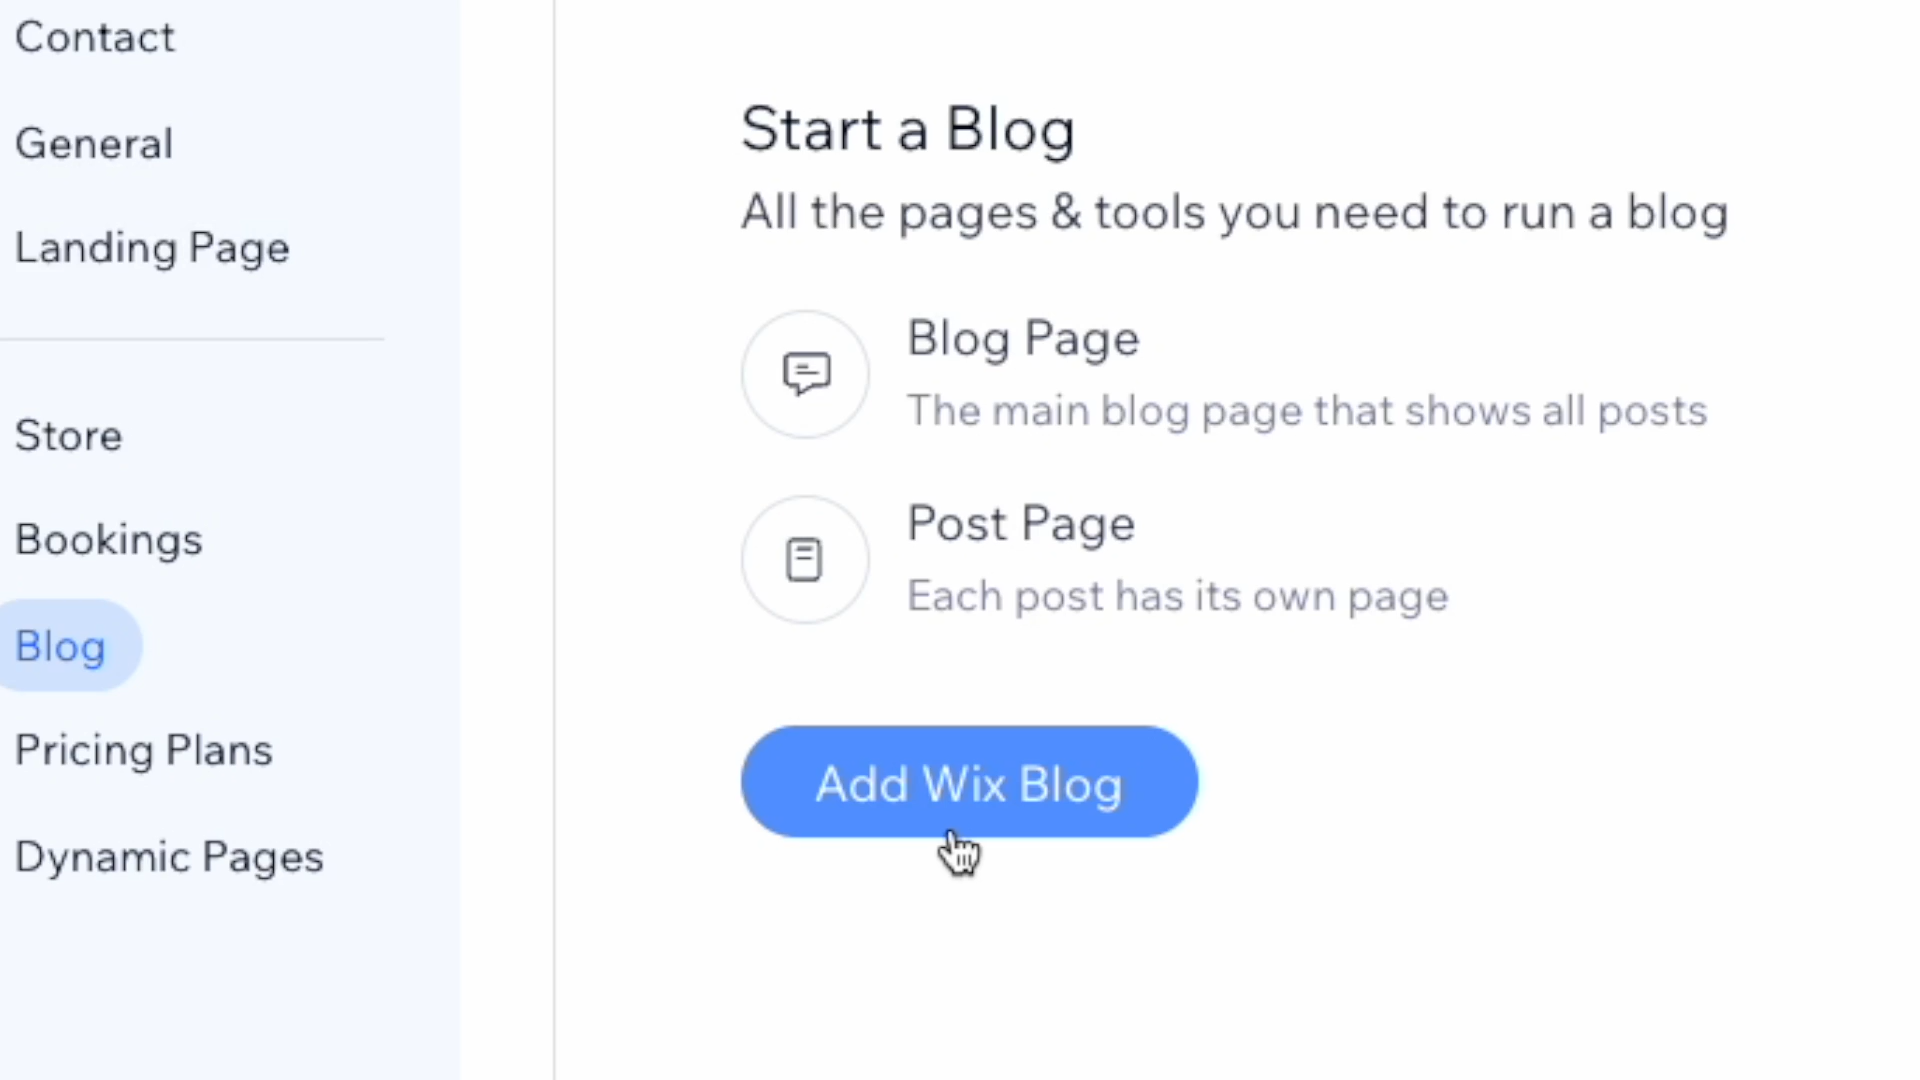 Contact
General
Landing Page
Store
Bookings
Blog
Pricing Plans
Dynamic Pages
Start a Blog
All the pages & tools you need to run a blog
Blog Page
The main blog page that shows all posts
Post Page
Each post has its own page
Add Wix Blog